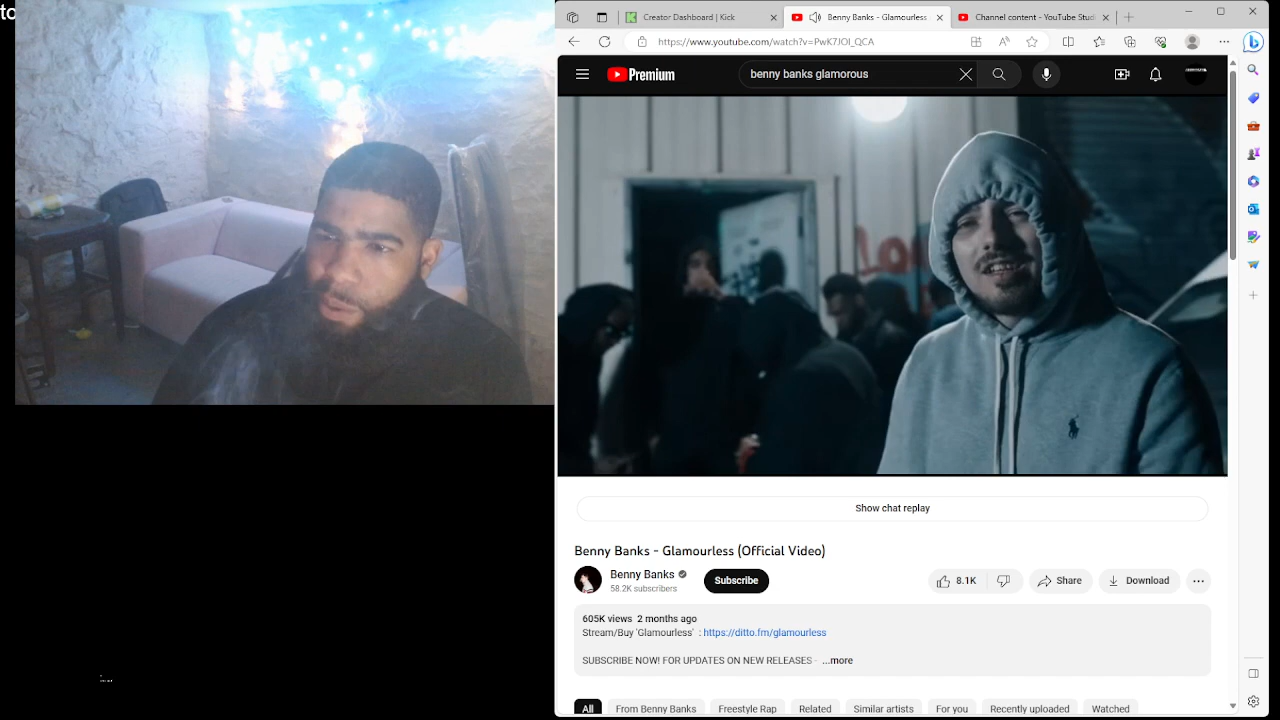 to
Creator Dashboard | Kick
Benny Banks - Glamourless
Channel content - YouTube Stud
https://www.youtube.com/watch?v=PwK7JOl_QCA
Premium
benny banks glamorous
LO
Show chat replay
Benny Banks - Glamourless (Official Video)
Benny Banks
58.2K subscribers
Subscribe
8.1K
Share
Download
605K views 2 months ago
Stream/Buy 'Glamourless' : https://ditto.fm/glamourless
SUBSCRIBE NOW! FOR UPDATES ON NEW RELEASES - ...more
All
From Benny Banks
Freestyle Rap
Related
Similar artists
For you
Recently uploaded
Watched